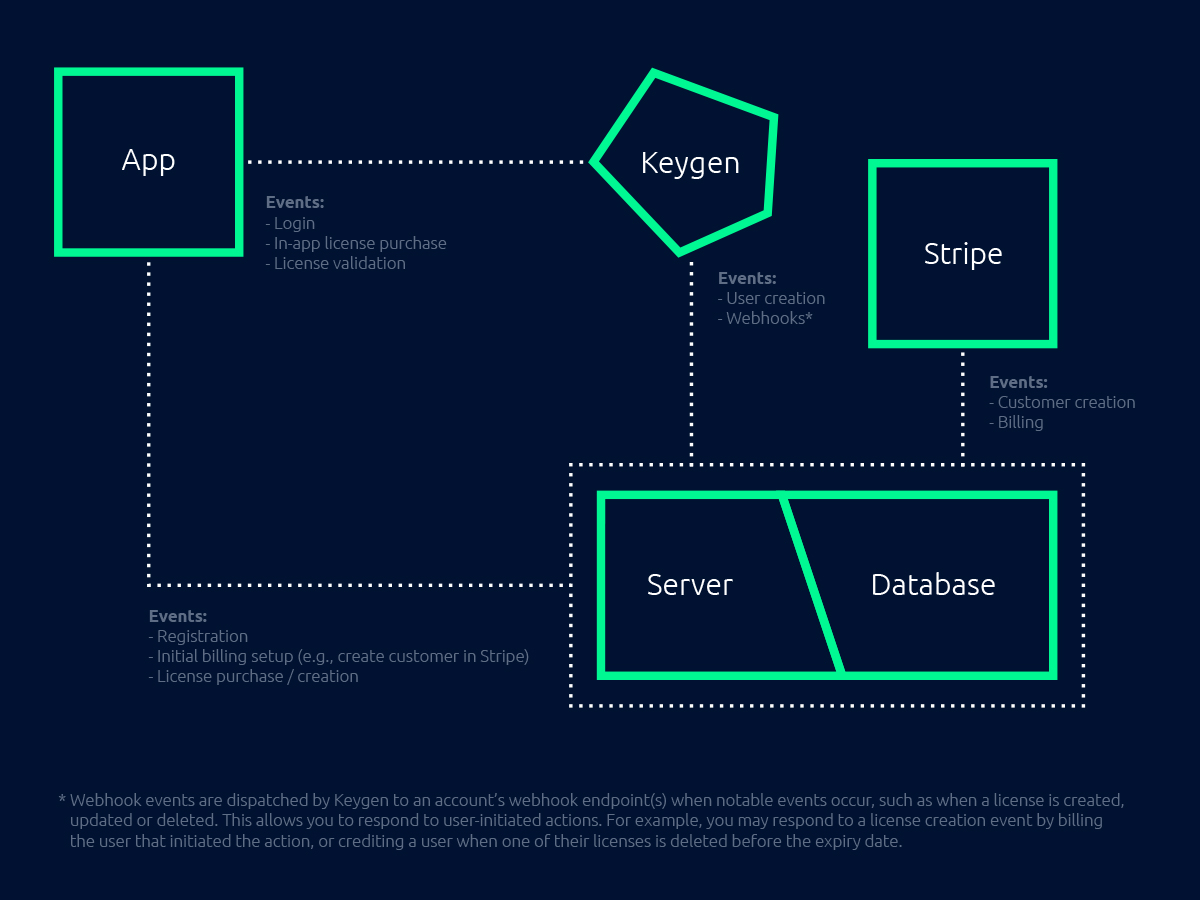 App
Keygen
Events:
- Login
- In-app license purchase
- License validation
Stripe
Events:
- User creation
- Webhooks*
Events:
- Customer creation
- Billing
Server
Database
Events:
- Registration
- Initial billing setup (e.g., create customer in Stripe)
- License purchase / creation
* Webhook events are dispatched by Keygen to an account’s webhook endpoint(s) when notable events occur, such as when a license is created,
updated or deleted. This allows you to respond to user-initiated actions. For example, you may respond to a license creation event by billing
the user that initiated the action, or crediting a user when one of their licenses is deleted before the expiry date.